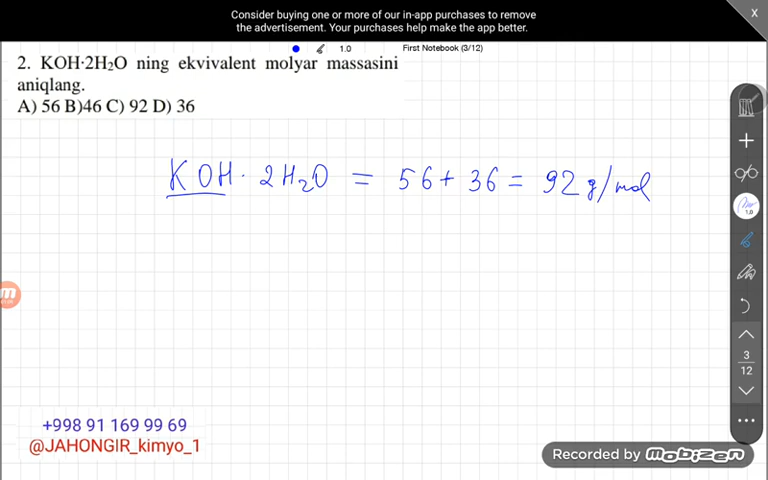 Consider buying one or more of our in-app purchases to remove
the advertisement. Your purchases help make the app better.
X
1.0
First Notebook (3/12)
2. KOH·2H₂O ning ekvivalent molyar massasini
aniqlang.
A) 56 B)46 C) 92 D) 36
KOH · 2H₂O = 56 + 36 = 92 g/mol
1.0
3
12
+998 91 169 99 69
@JAHONGIR_kimyo_1
Recorded by MOBIZEN